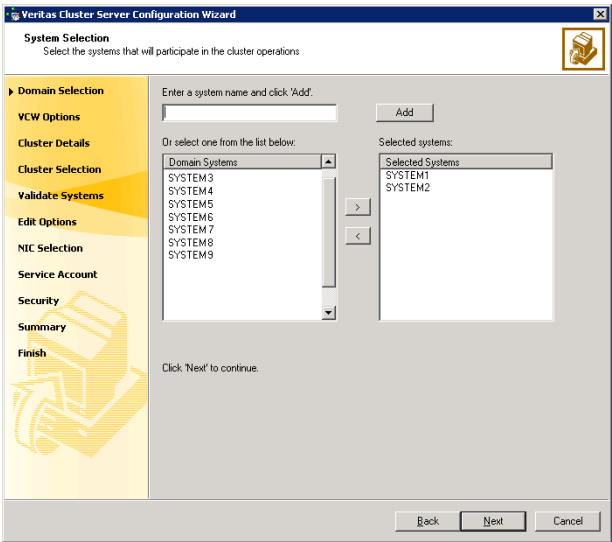 Veritas Cluster Server Configuration Wizard
System Selection
Select the systems that will participate in the cluster operations
Domain Selection
VCW Options
Cluster Details
Cluster Selection
Validate Systems
Edit Options
NIC Selection
Service Account
Security
Summary
Finish
Enter a system name and click 'Add'.
Add
Or select one from the list below:
Domain Systems
SYSTEM3
SYSTEM4
SYSTEM5
SYSTEM6
SYSTEM7
SYSTEM8
SYSTEM9
>
<
Selected systems:
Selected Systems
SYSTEM1
SYSTEM2
Click 'Next' to continue.
Back
Next
Cancel